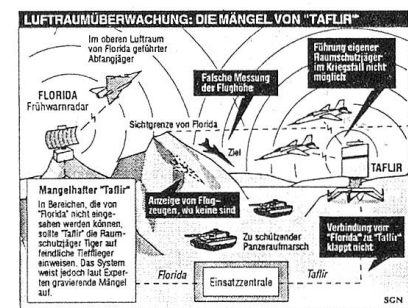 LUFTRAUMÜBERWACHUNG: DIE MÄNGEL VON "TAFLIR"
Im oberen Luftraum
von Florida geführter
Abfangjäger
FLORIDA
Frühwarnradar
Sichtgrenze von Florida
Falsche Messung
der Flughöhe
Führung eigener
Raumschutzjäger
im Kriegsfall nicht
möglich
Ziel
TAFLIR
Mangelhafter "Taflir"
In Bereichen, die von
"Florida" nicht einge-
sehen werden können,
sollte "Taflir" die Raum-
schutzjäger Tiger auf
feindliche Tiefflieger
einweisen. Das System
weist jedoch laut Exper-
ten gravierende Mängel
auf.
Anzeige von Flug-
zeugen, wo keine sind
Zu schützender
Panzeraufmarsch
Verbindung von
"Florida" zu "Taflir"
klappt nicht
Florida
Einsatzzentrale
Taflir
SGN